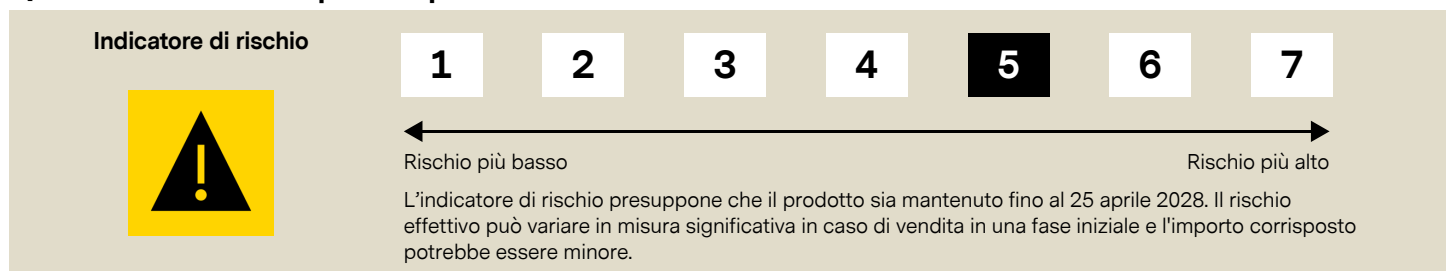 Indicatore di rischio
1 2 3 4 5 6 7
Rischio più basso
Rischio più alto
L'indicatore di rischio presuppone che il prodotto sia mantenuto fino al 25 aprile 2028. Il rischio
effettivo può variare in misura significativa in caso di vendita in una fase iniziale e l'importo corrisposto
potrebbe essere minore.